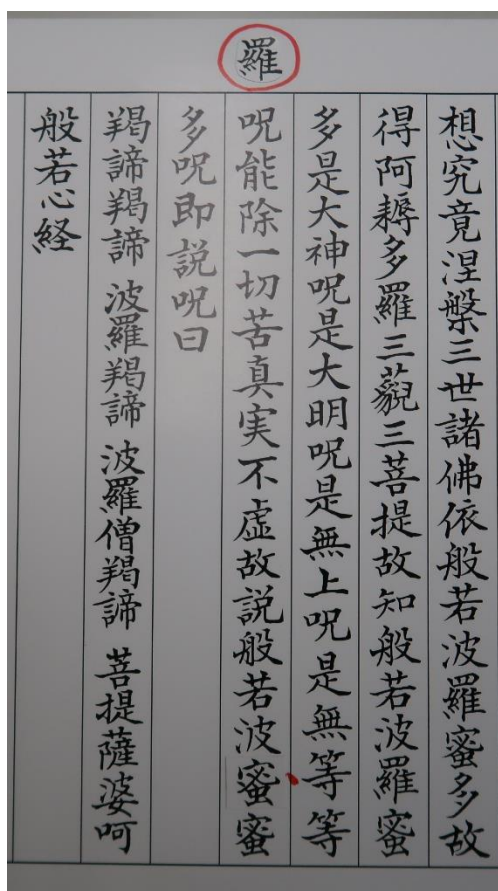 羅
想究竟涅槃三世諸佛依般若波羅蜜多故
得阿耨多羅三藐三菩提故知般若波羅蜜
多是大神呪是大明呪是無上呪是無等等
呪能除一切苦真実不虚故説般若波蜜蜜
多呪即説呪曰
羯諦羯諦 波羅羯諦 波羅僧羯諦 菩提薩婆呵
般若心経